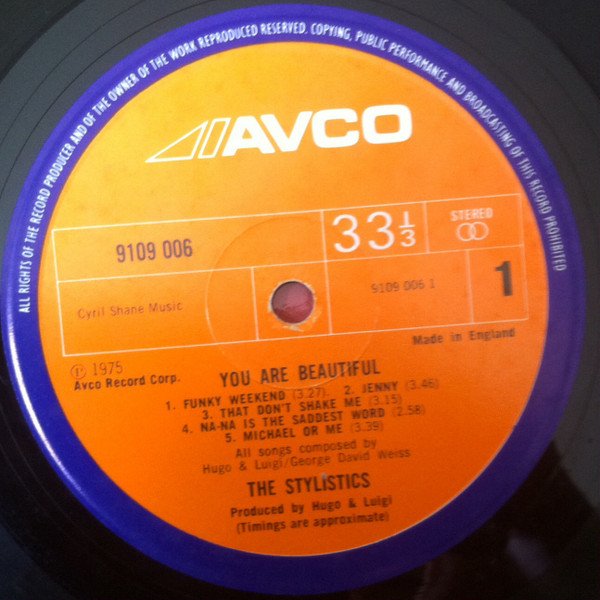 ALL RIGHTS OF THE RECORD PRODUCER AND OF THE OWNER OF THE WORK REPRODUCED RESERVED. COPYING, PUBLIC PERFORMANCE AND BROADCASTING OF THIS RECORD PROHIBITED
AVCO
9109 006
33 1/3
STEREO
Cyril Shane Music
9109 006 1
1
Made in England
℗ 1975
Avco Record Corp.
YOU ARE BEAUTIFUL
1. FUNKY WEEKEND (3.27). 2. JENNY (3.46)
3. THAT DON'T SHAKE ME (3.15)
4. NA-NA IS THE SADDEST WORD (2.58)
5. MICHAEL OR ME (3.39)
All songs composed by
Hugo & Luigi/George David Weiss
THE STYLISTICS
Produced by Hugo & Luigi
(Timings are approximate)